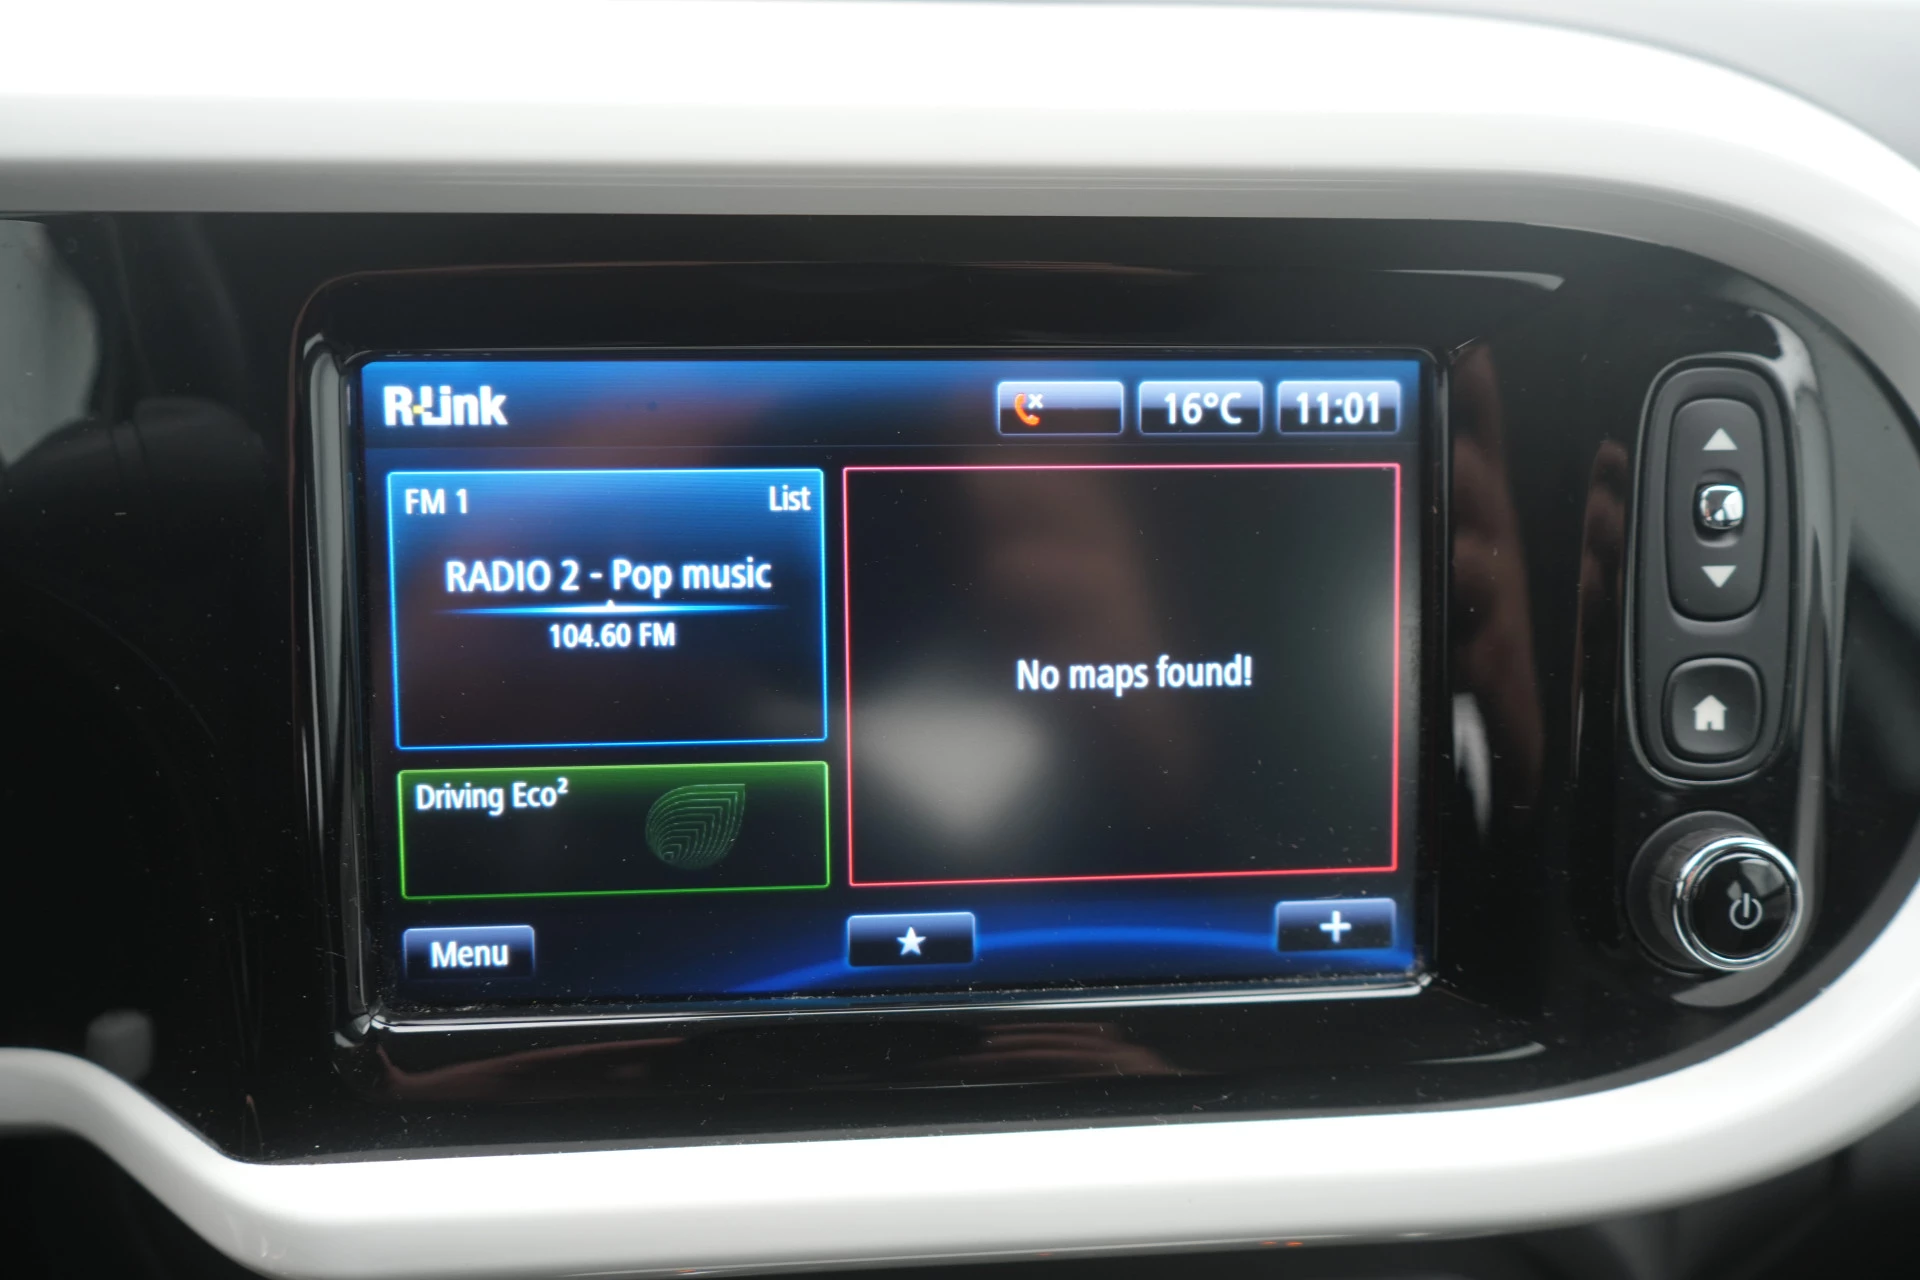 R-Link
16°C
11:01
FM 1
List
RADIO 2 - Pop music
104.60 FM
No maps found!
Driving Eco²
Menu